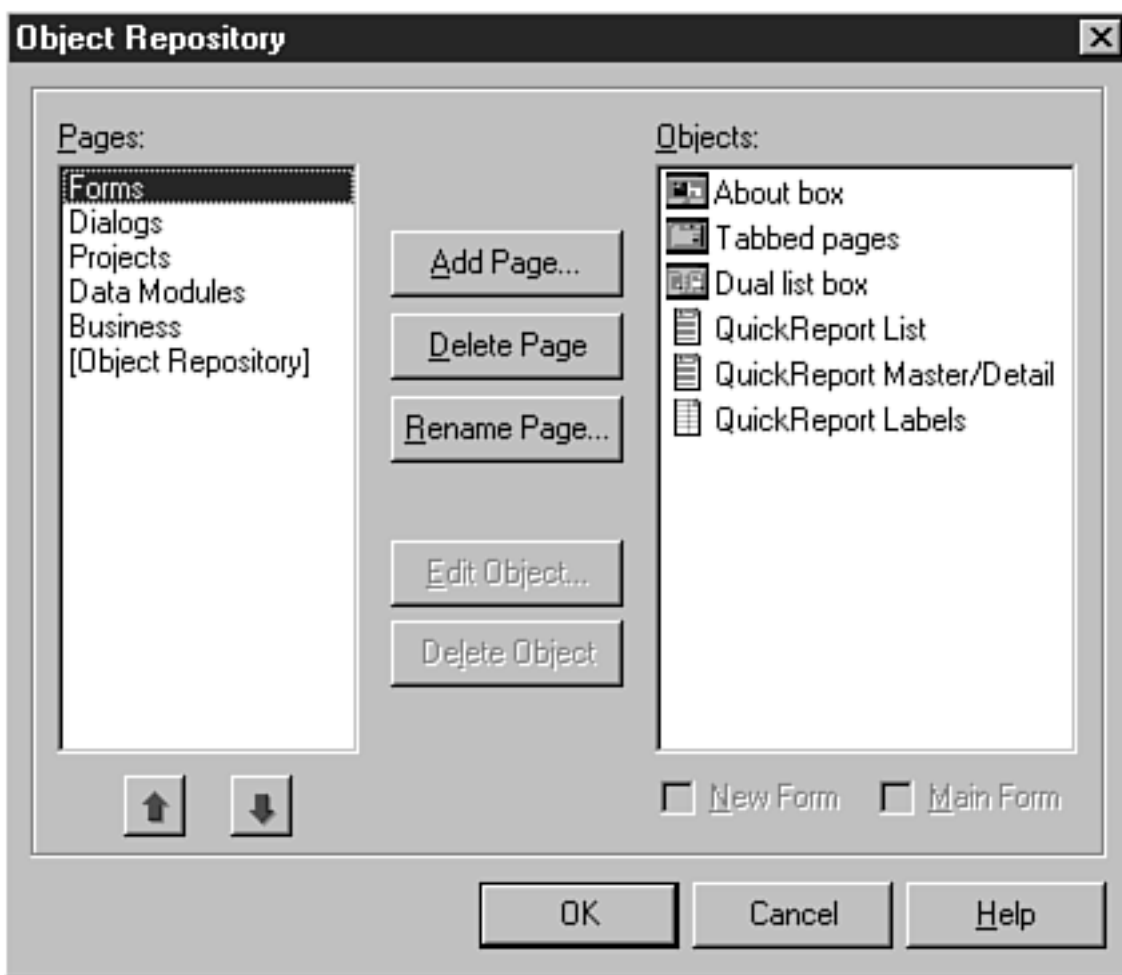 Object Repository
Pages:
Forms
Dialogs
Projects
Data Modules
Business
[Object Repository]
Add Page...
Delete Page
Rename Page...
Edit Object...
Delete Object
Objects:
About box
Tabbed pages
Dual list box
QuickReport List
QuickReport Master/Detail
QuickReport Labels
New Form
Main Form
OK
Cancel
Help